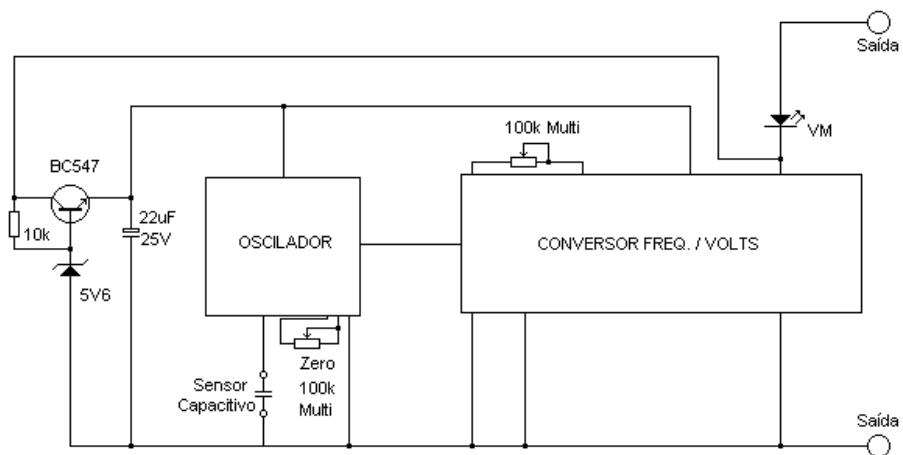 Saída
100k Multi
VM
BC547
10k
22uF
25V
OSCILADOR
CONVERSOR FREQ. / VOLTS
5V6
Zero
100k
Multi
Sensor
Capacitivo
Saída